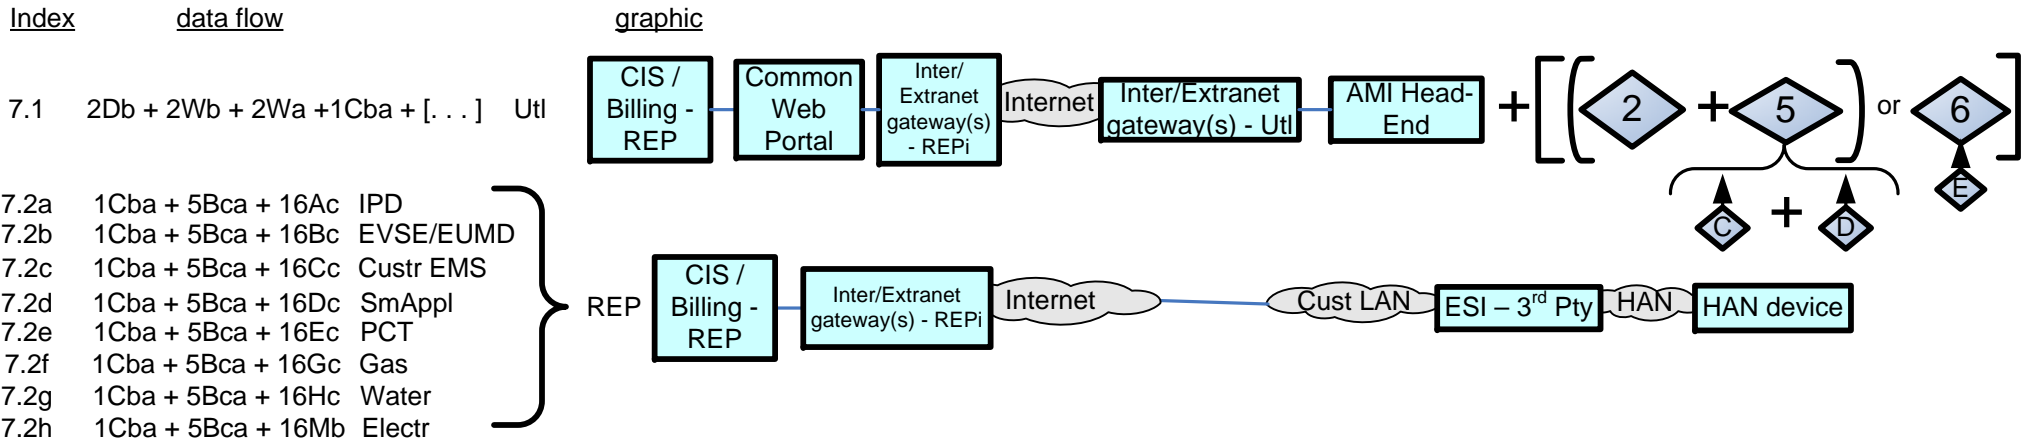 Index data flow graphic
7.1 2Db + 2Wb + 2Wa +1Cba + [. . . ] Utl
CIS /
Billing -
REP
Common
Web
Portal
Inter/
Extranet
gateway(s)
- REPi
Internet
Inter/Extranet
gateway(s) - Utl
AMI Head-
End
+ [ ( 2 + 5 ) or 6 ]
C + D
E
7.2a 1Cba + 5Bca + 16Ac IPD
7.2b 1Cba + 5Bca + 16Bc EVSE/EUMD
7.2c 1Cba + 5Bca + 16Cc Custr EMS
7.2d 1Cba + 5Bca + 16Dc SmAppl
7.2e 1Cba + 5Bca + 16Ec PCT
7.2f 1Cba + 5Bca + 16Gc Gas
7.2g 1Cba + 5Bca + 16Hc Water
7.2h 1Cba + 5Bca + 16Mb Electr
REP
CIS /
Billing -
REP
Inter/Extranet
gateway(s) - REPi
Internet
Cust LAN
ESI – 3rd Pty
HAN
HAN device